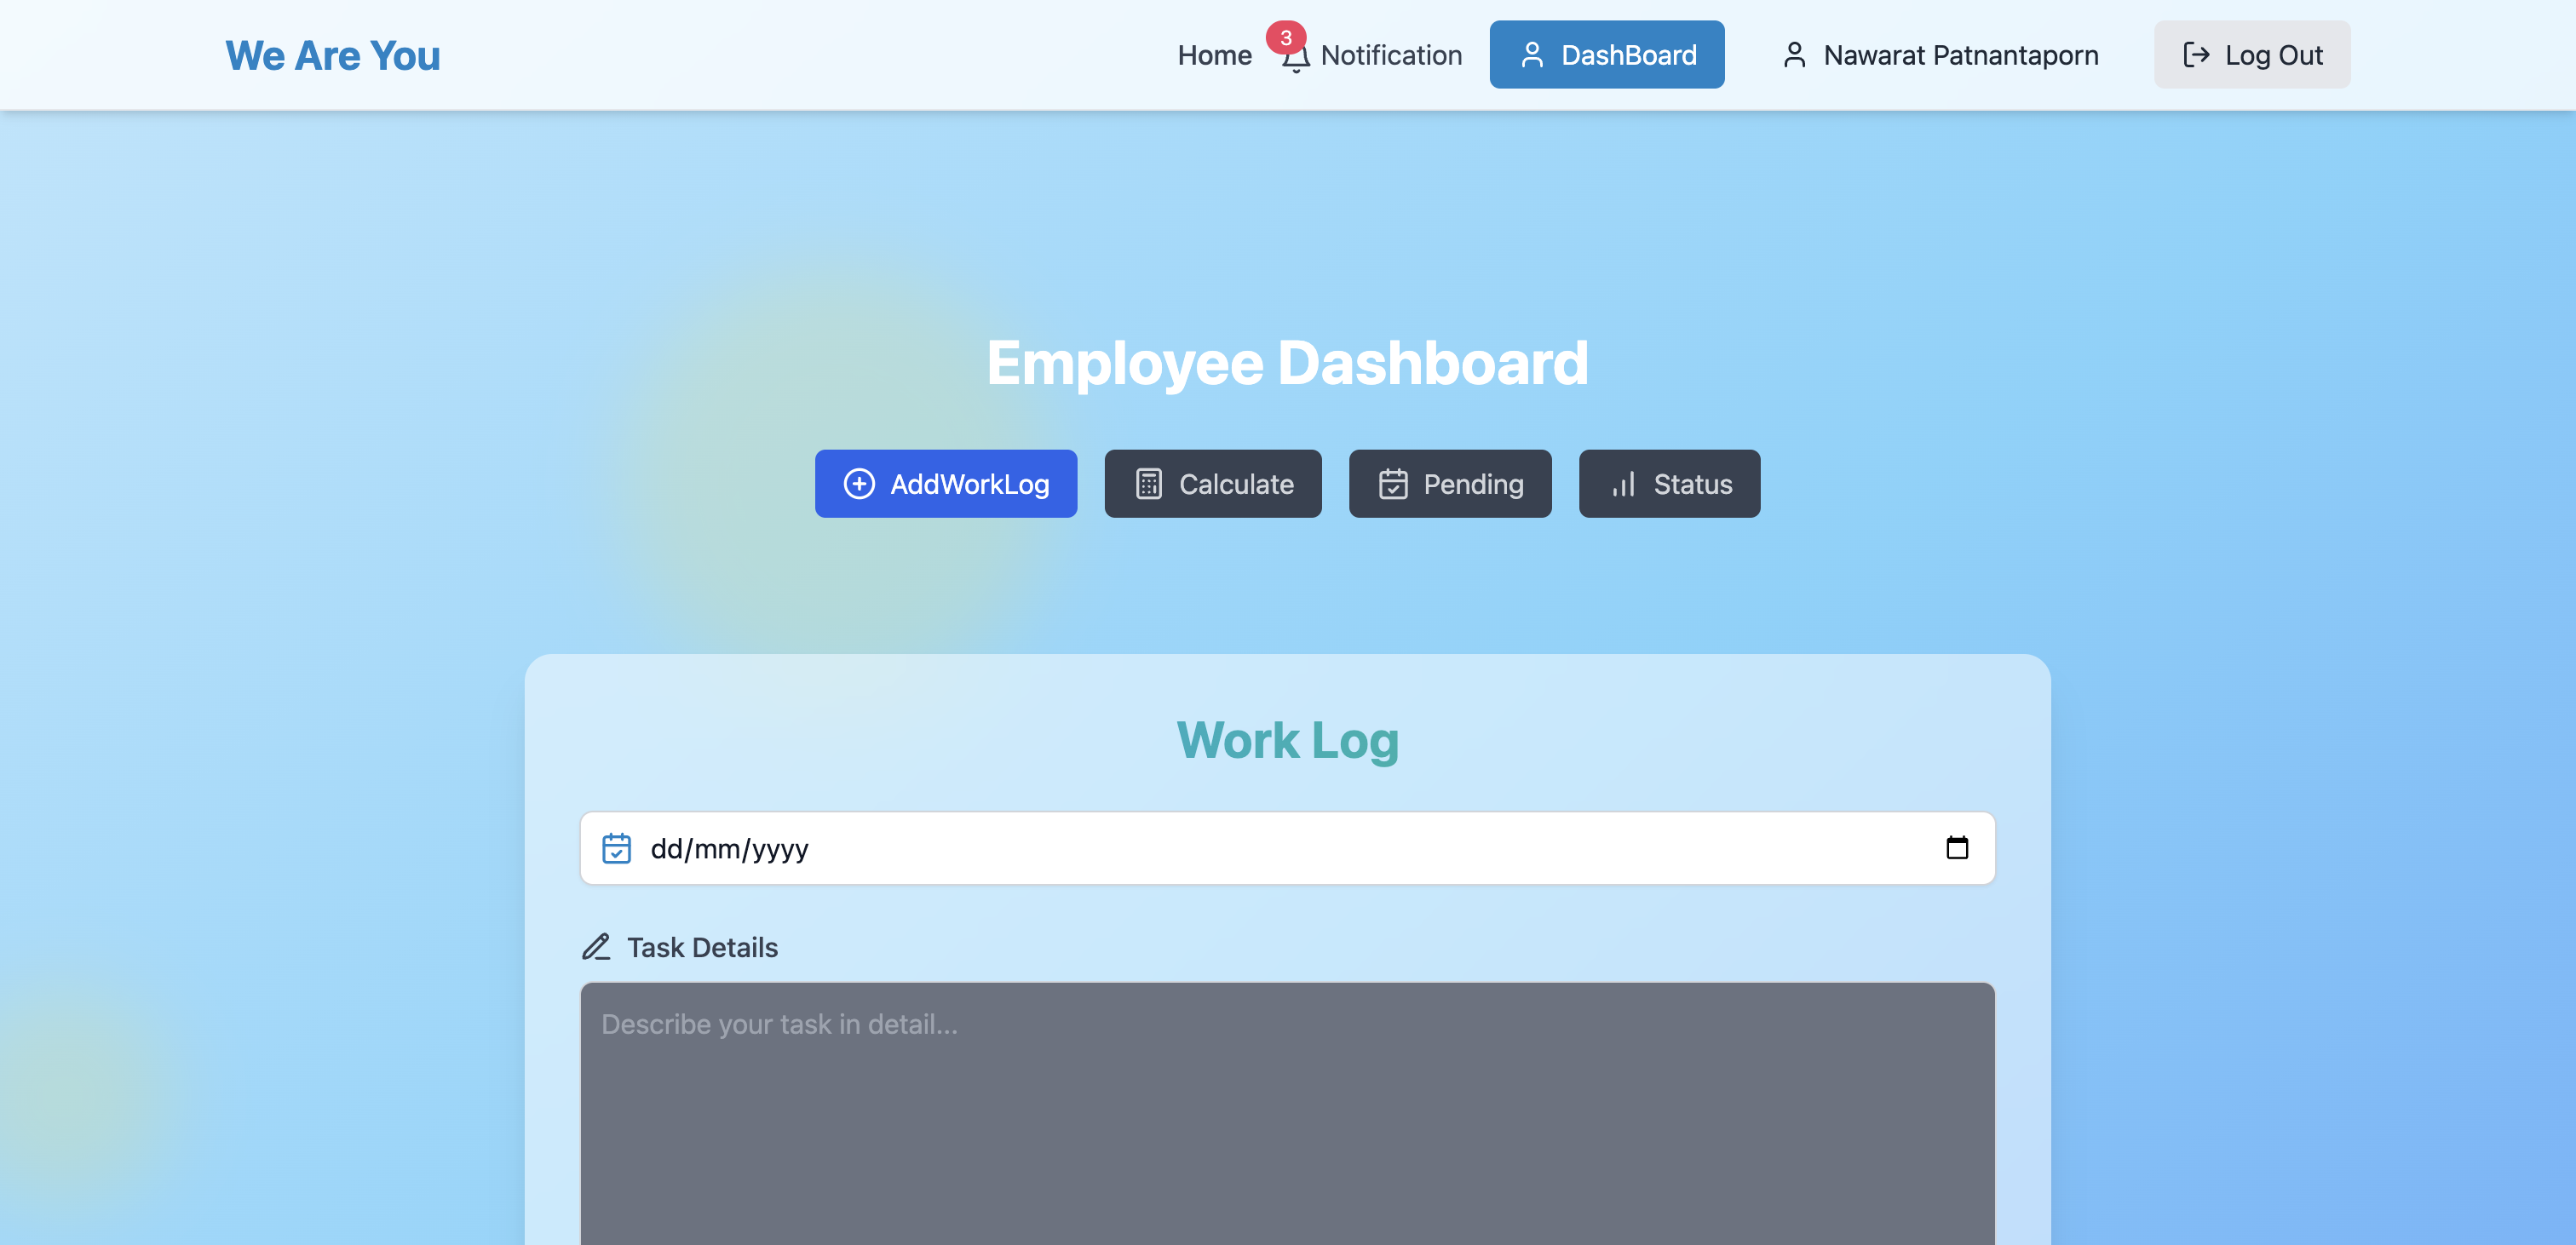 We Are You
Home
3
Notification
DashBoard
Nawarat Patnantaporn
Log Out
Employee Dashboard
AddWorkLog
Calculate
Pending
Status
Work Log
dd/mm/yyyy
Task Details
Describe your task in detail...